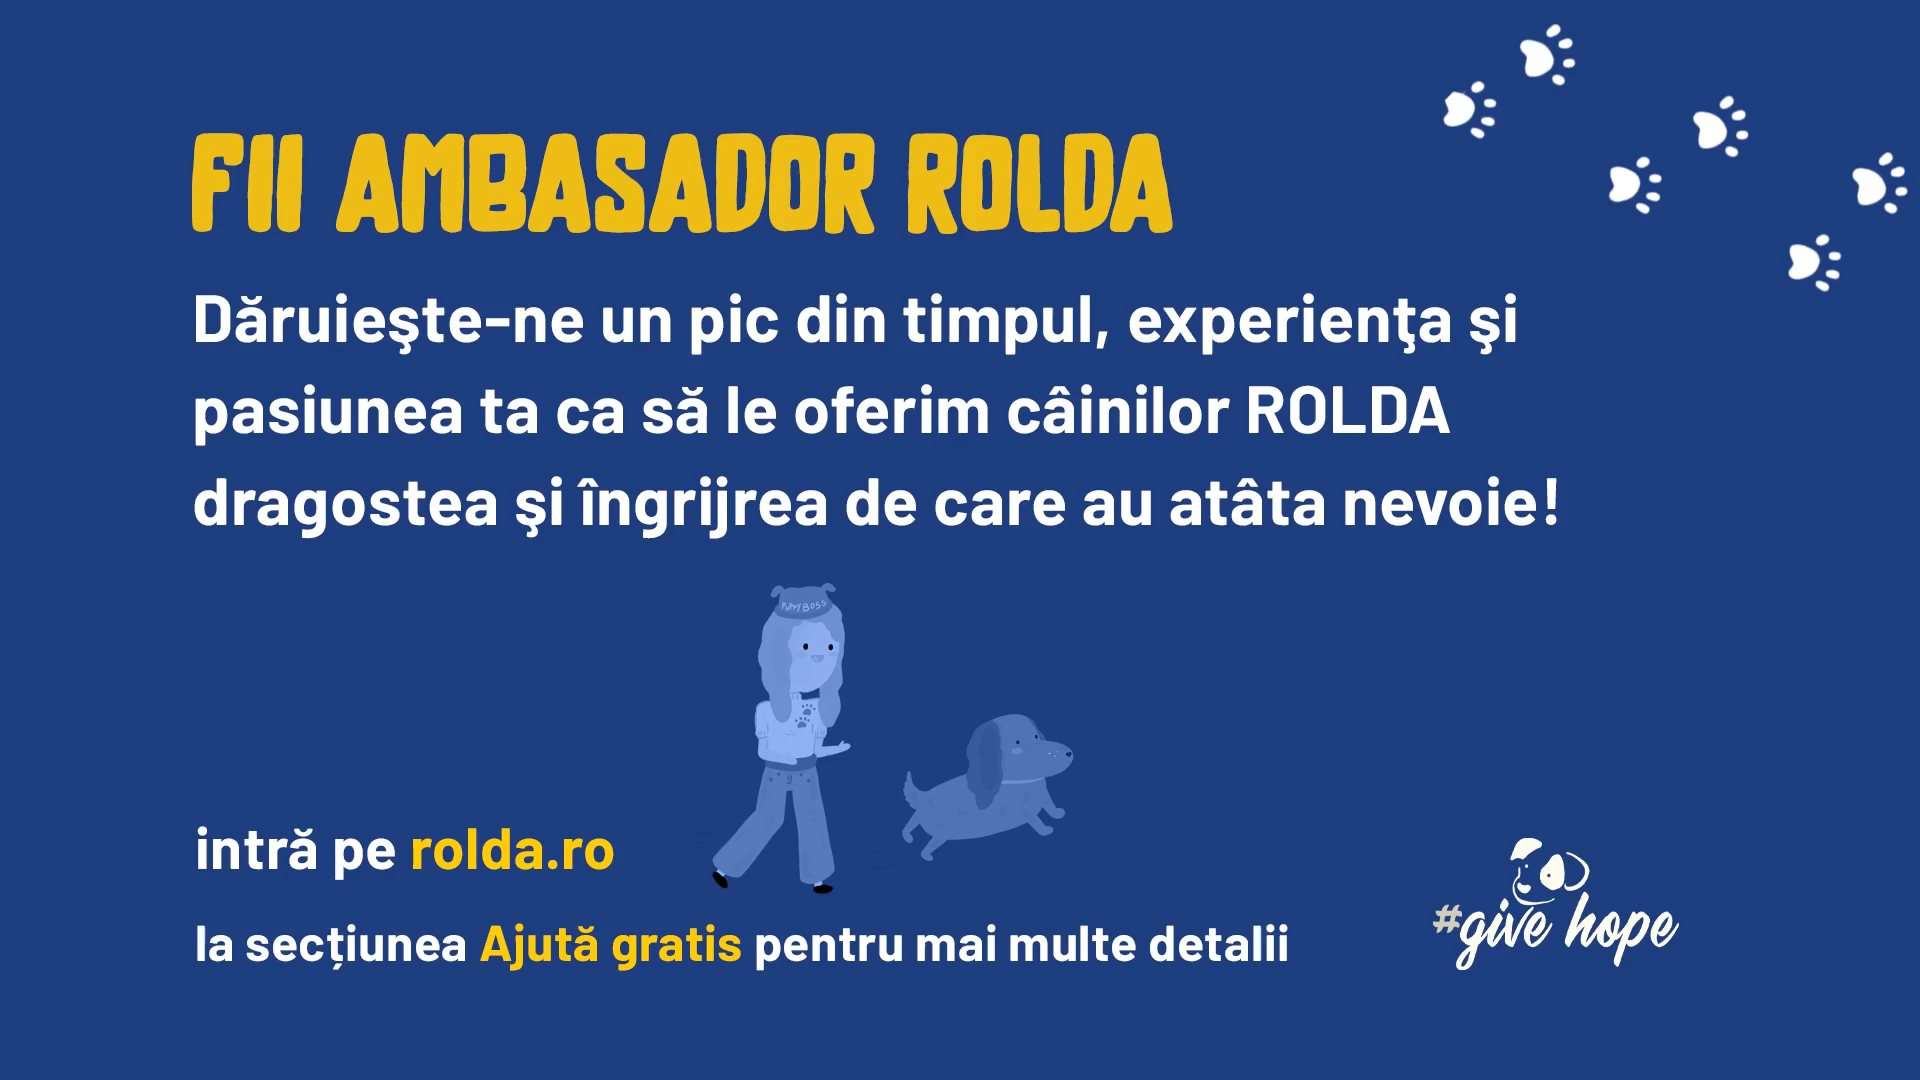 FII AMBASADOR ROLDA
Dăruieşte-ne un pic din timpul, experienţa şi
pasiunea ta ca să le oferim câinilor ROLDA
dragostea şi îngrijrea de care au atâta nevoie!
PUPPY BOSS
intră pe rolda.ro
la secțiunea Ajută gratis pentru mai multe detalii
#give hope